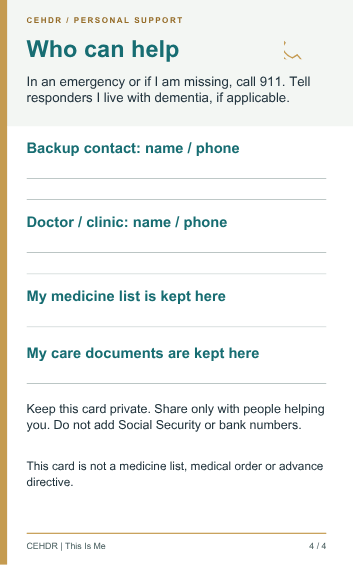 CEHDR / PERSONAL SUPPORT
Who can help
In an emergency or if I am missing, call 911. Tell
responders I live with dementia, if applicable.
Backup contact: name / phone
Doctor / clinic: name / phone
My medicine list is kept here
My care documents are kept here
Keep this card private. Share only with people helping
you. Do not add Social Security or bank numbers.
This card is not a medicine list, medical order or advance
directive.
CEHDR | This Is Me
4 / 4